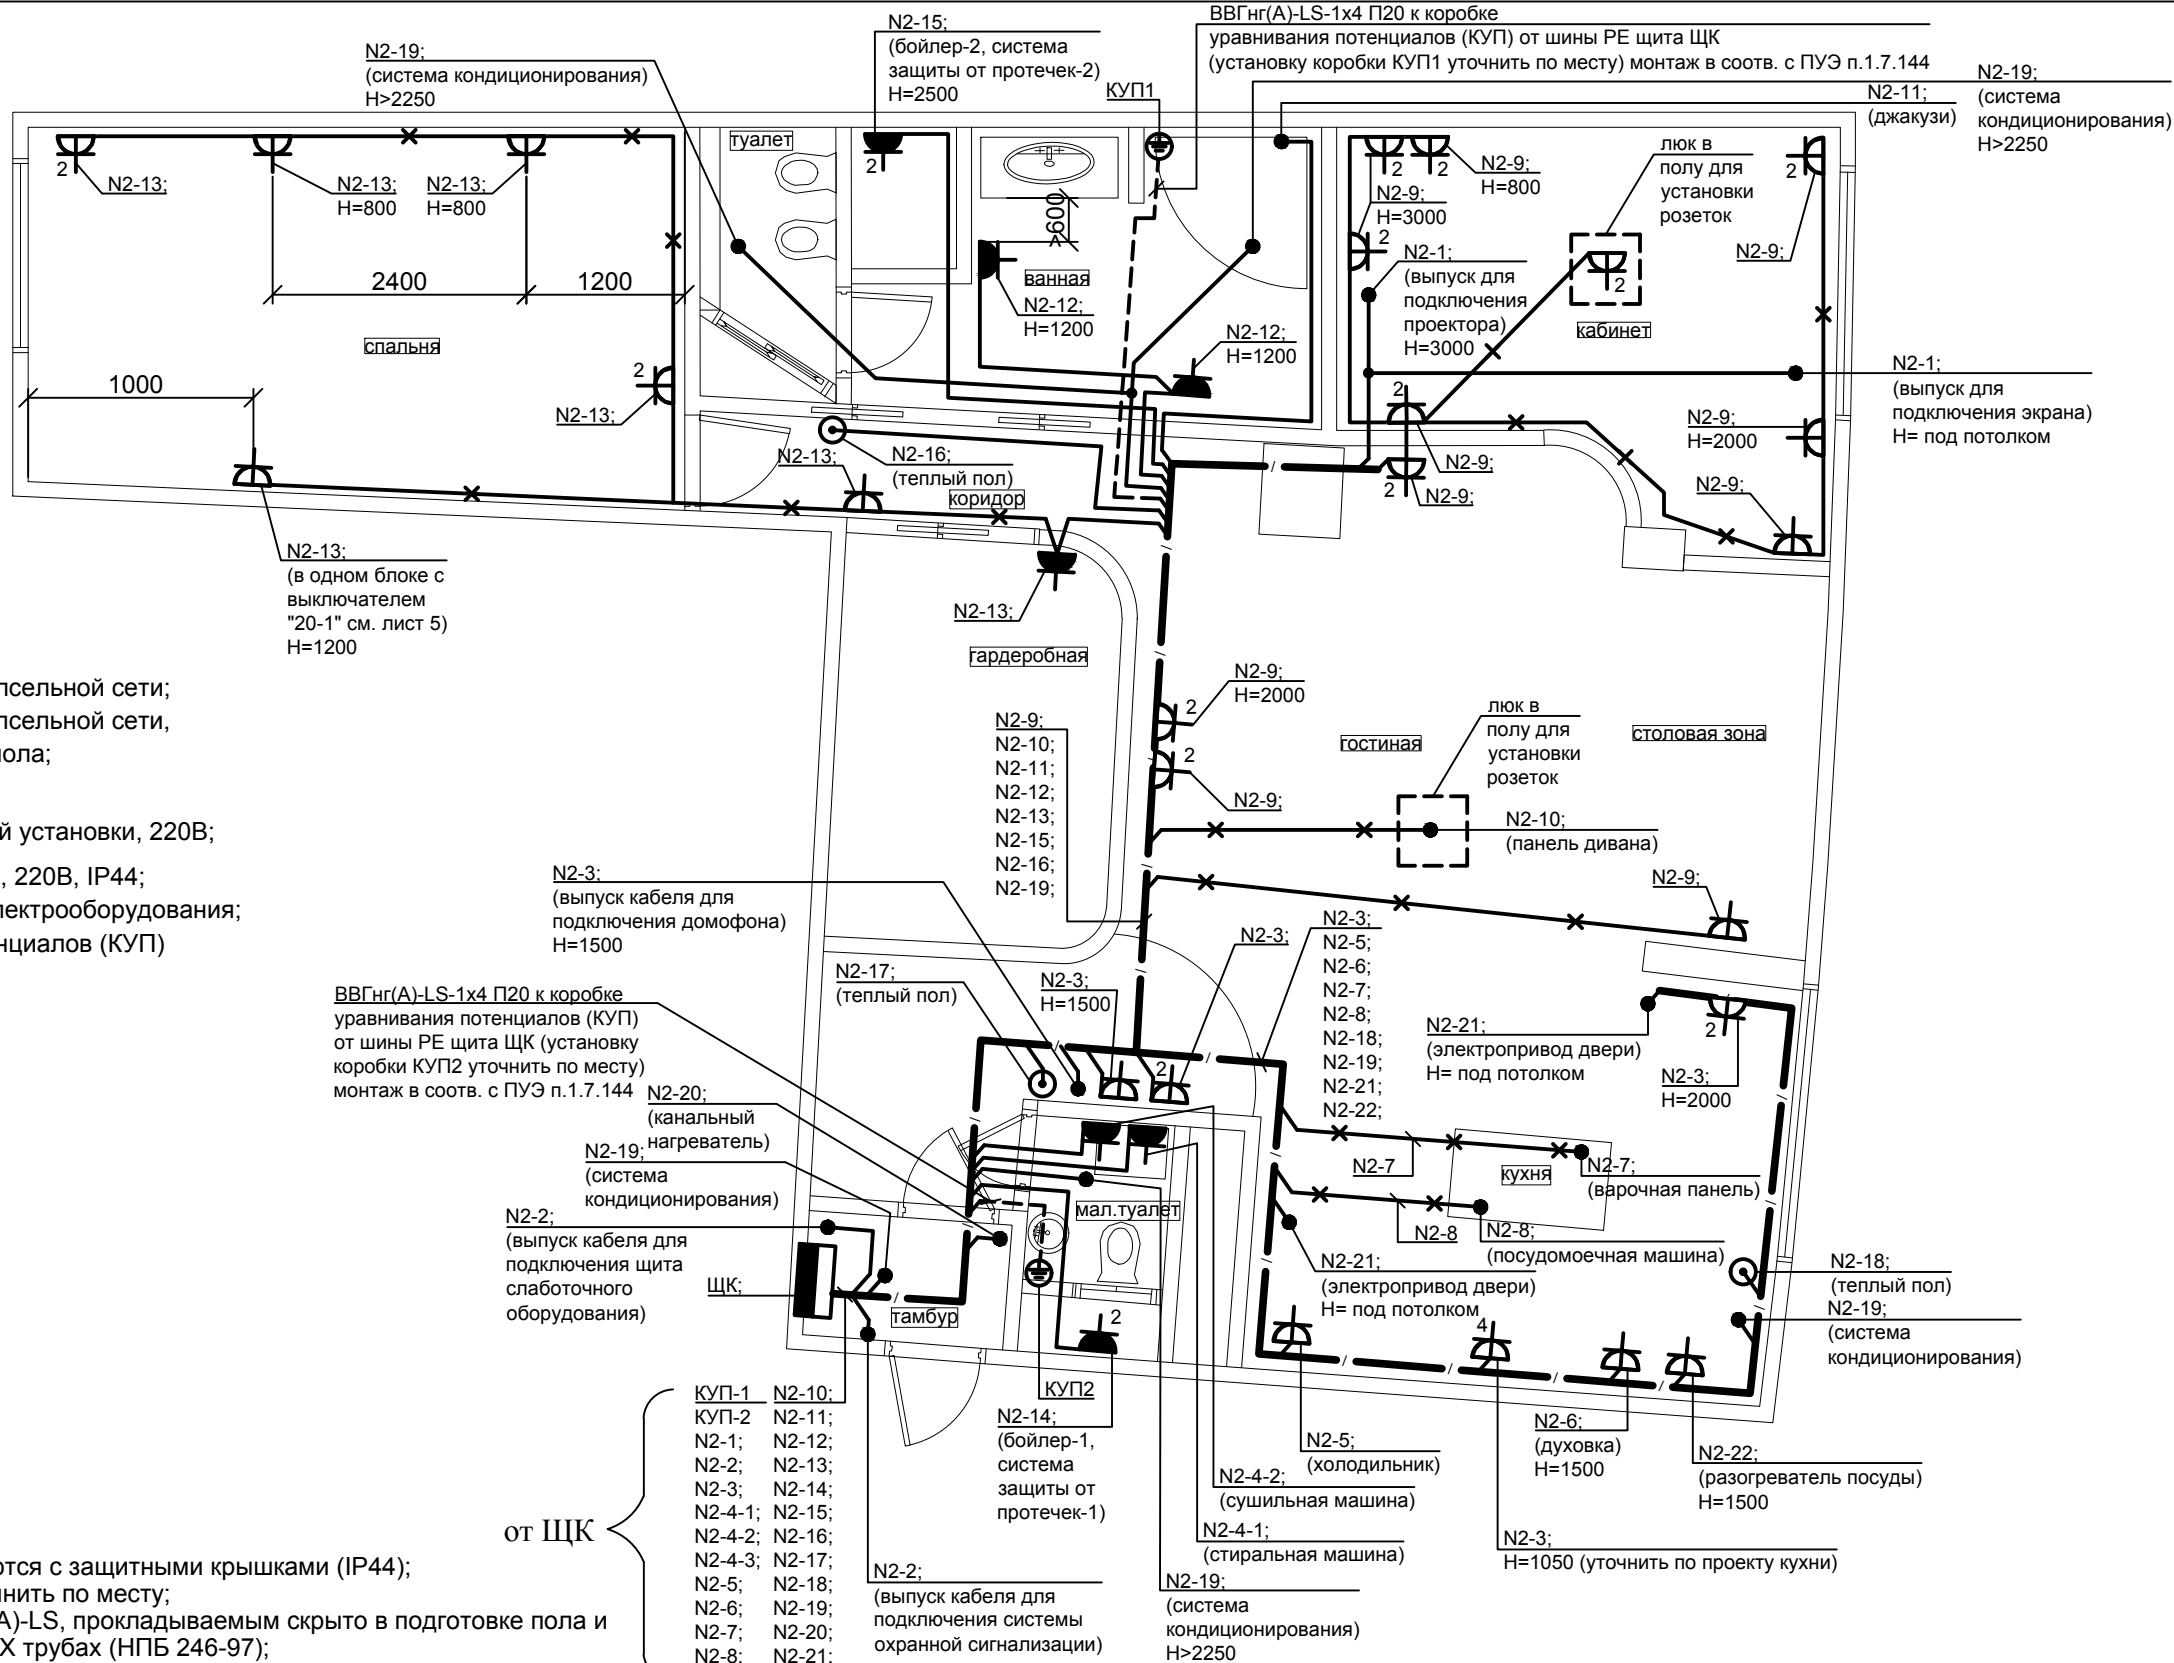 N2-19;
(система кондиционирования)
H>2250
N2-15;
(бойлер-2, система
защиты от протечек-2)
H=2500
ВВГнг(А)-LS-1х4 П20 к коробке
уравнивания потенциалов (КУП) от шины РЕ щита ЩК
(установку коробки КУП1 уточнить по месту) монтаж в соотв. с ПУЭ п.1.7.144
КУП1
N2-11;
(джакузи)
N2-19;
(система
кондиционирования)
H>2250
туалет
2
N2-13;
2
N2-13;
H=800
N2-13;
H=800
2
2400
1200
спальня
1000
2
N2-13;
>600
ванная
N2-12;
H=1200
N2-12;
H=1200
2
2
N2-9;
H=800
N2-9;
H=3000
2
N2-1;
(выпуск для
подключения
проектора)
H=3000
люк в
полу для
установки
розеток
2
2
N2-9;
кабинет
N2-1;
(выпуск для
подключения экрана)
H= под потолком
2
N2-9;
2
N2-9;
N2-9;
H=2000
N2-9;
N2-13;
N2-16;
(теплый пол)
коридор
N2-13;
(в одном блоке с
выключателем
"20-1" см. лист 5)
H=1200
N2-13;
гардеробная
псельной сети;
псельной сети,
пола;
й установки, 220В;
, 220В, IP44;
лектрооборудования;
нциалов (КУП)
N2-9;
H=2000
2
2
N2-9;
N2-9;
N2-10;
N2-11;
N2-12;
N2-13;
N2-15;
N2-16;
N2-19;
гостиная
люк в
полу для
установки
розеток
столовая зона
N2-10;
(панель дивана)
N2-9;
N2-3;
(выпуск кабеля для
подключения домофона)
H=1500
N2-17;
(теплый пол)
N2-3;
H=1500
N2-3;
2
N2-3;
N2-5;
N2-6;
N2-7;
N2-8;
N2-18;
N2-19;
N2-21;
N2-22;
N2-21;
(электропривод двери)
H= под потолком
2
N2-3;
H=2000
ВВГнг(А)-LS-1х4 П20 к коробке
уравнивания потенциалов (КУП)
от шины РЕ щита ЩК (установку
коробки КУП2 уточнить по месту)
монтаж в соотв. с ПУЭ п.1.7.144
N2-20;
(канальный
нагреватель)
N2-19;
(система
кондиционирования)
N2-2;
(выпуск кабеля для
подключения щита
слаботочного
оборудования)
ЩК;
тамбур
мал.туалет
2
КУП2
N2-7
кухня
N2-7;
(варочная панель)
N2-8
N2-8;
(посудомоечная машина)
N2-21;
(электропривод двери)
H= под потолком
4
N2-18;
(теплый пол)
N2-19;
(система
кондиционирования)
от ЩК
КУП-1 N2-10;
КУП-2 N2-11;
N2-1; N2-12;
N2-2; N2-13;
N2-3; N2-14;
N2-4-1; N2-15;
N2-4-2; N2-16;
N2-4-3; N2-17;
N2-5; N2-18;
N2-6; N2-19;
N2-7; N2-20;
N2-8; N2-21;
N2-14;
(бойлер-1,
система
защиты от
протечек-1)
N2-2;
(выпуск кабеля для
подключения системы
охранной сигнализации)
N2-5;
(холодильник)
N2-4-2;
(сушильная машина)
N2-4-1;
(стиральная машина)
N2-19;
(система
кондиционирования)
H>2250
N2-6;
(духовка)
H=1500
N2-22;
(разогреватель посуды)
H=1500
N2-3;
H=1050 (уточнить по проекту кухни)
ются с защитными крышками (IP44);
чнить по месту;
А)-LS, прокладываемым скрыто в подготовке пола и
Х трубах (НПБ 246-97);